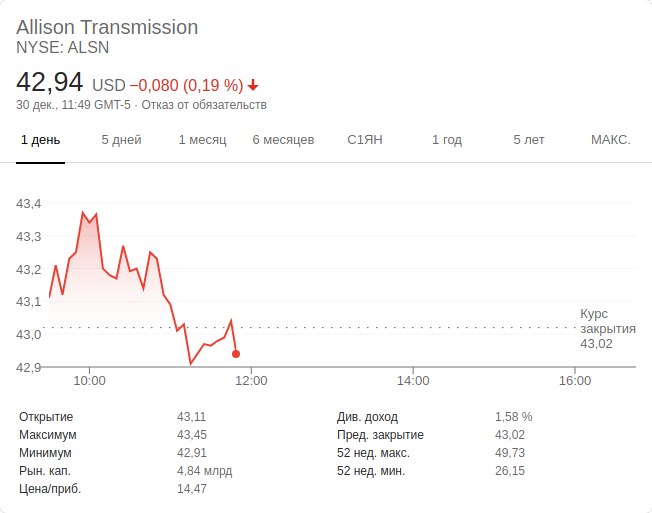 Allison Transmission
NYSE: ALSN
42,94 USD −0,080 (0,19 %)
30 дек., 11:49 GMT-5 · Отказ от обязательств
1 день 5 дней 1 месяц 6 месяцев С1ЯН 1 год 5 лет МАКС.
43,4
43,3
43,2
43,1
43,0
42,9
Курс
закрытия
43,02
10:00 12:00 14:00 16:00
Открытие 43,11 Див. доход 1,58 %
Максимум 43,45 Пред. закрытие 43,02
Минимум 42,91 52 нед. макс. 49,73
Рын. кап. 4,84 млрд 52 нед. мин. 26,15
Цена/приб. 14,47